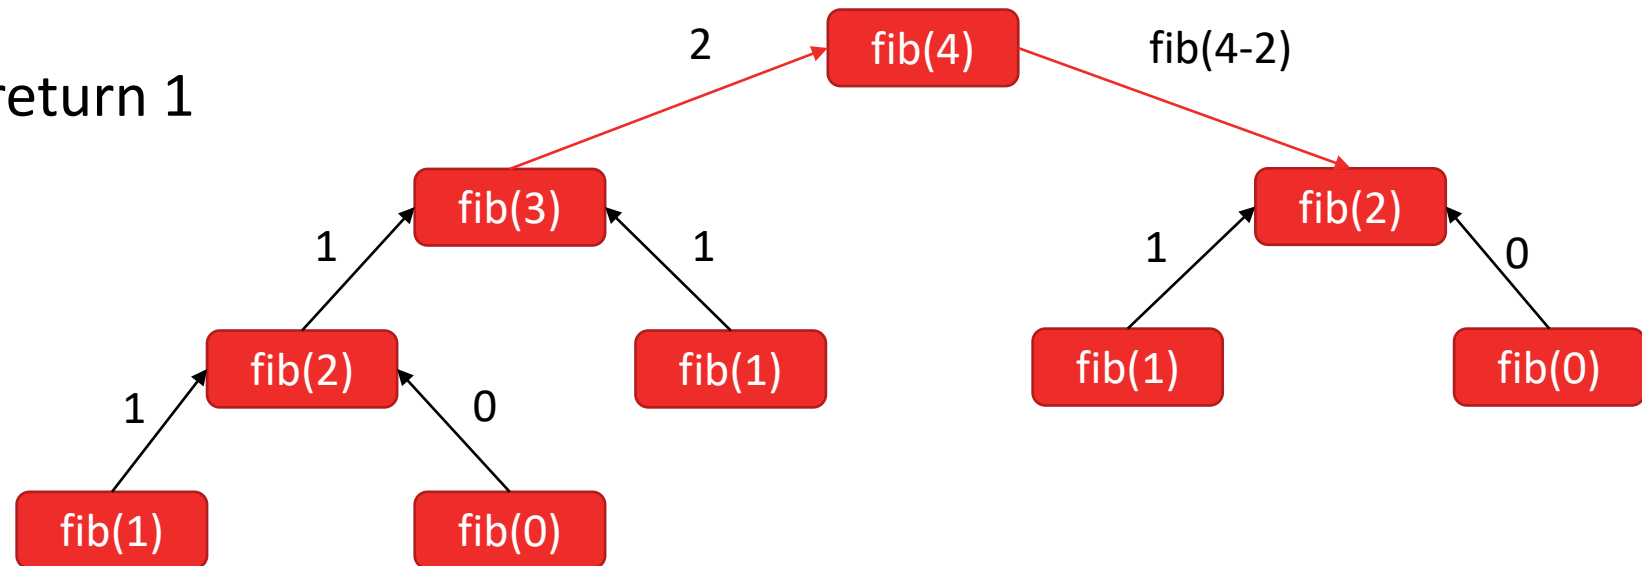 2
fib(4)
fib(4-2)
return 1
fib(3)
fib(2)
1
1
1
0
fib(2)
fib(1)
fib(1)
fib(0)
1
0
fib(1)
fib(0)